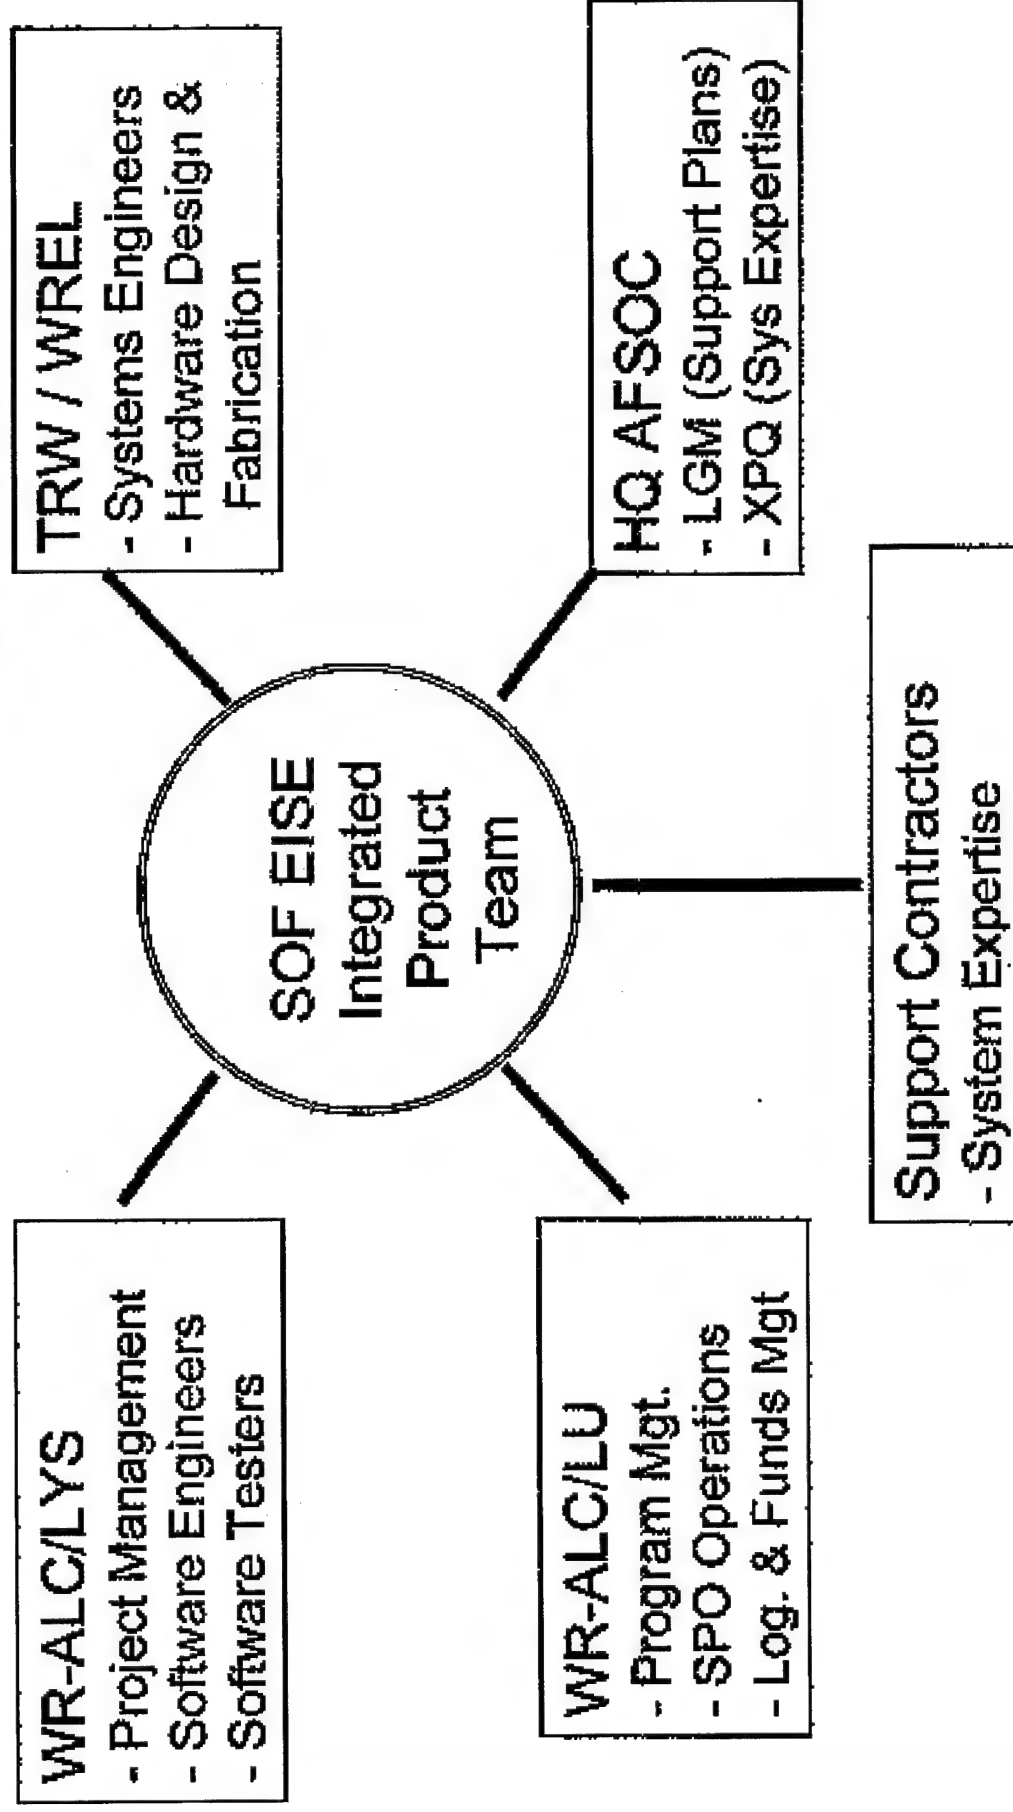 WR-ALC/LYS
- Project Management
- Software Engineers
- Software Testers
TRW / WREL
- Systems Engineers
- Hardware Design &
Fabrication
SOF EISE
Integrated
Product
Team
WR-ALC/LU
- Program Mgt.
- SPO Operations
- Log. & Funds Mgt
HQ AFSOC
- LGM (Support Plans)
- XPQ (Sys Expertise)
Support Contractors
- System Expertise